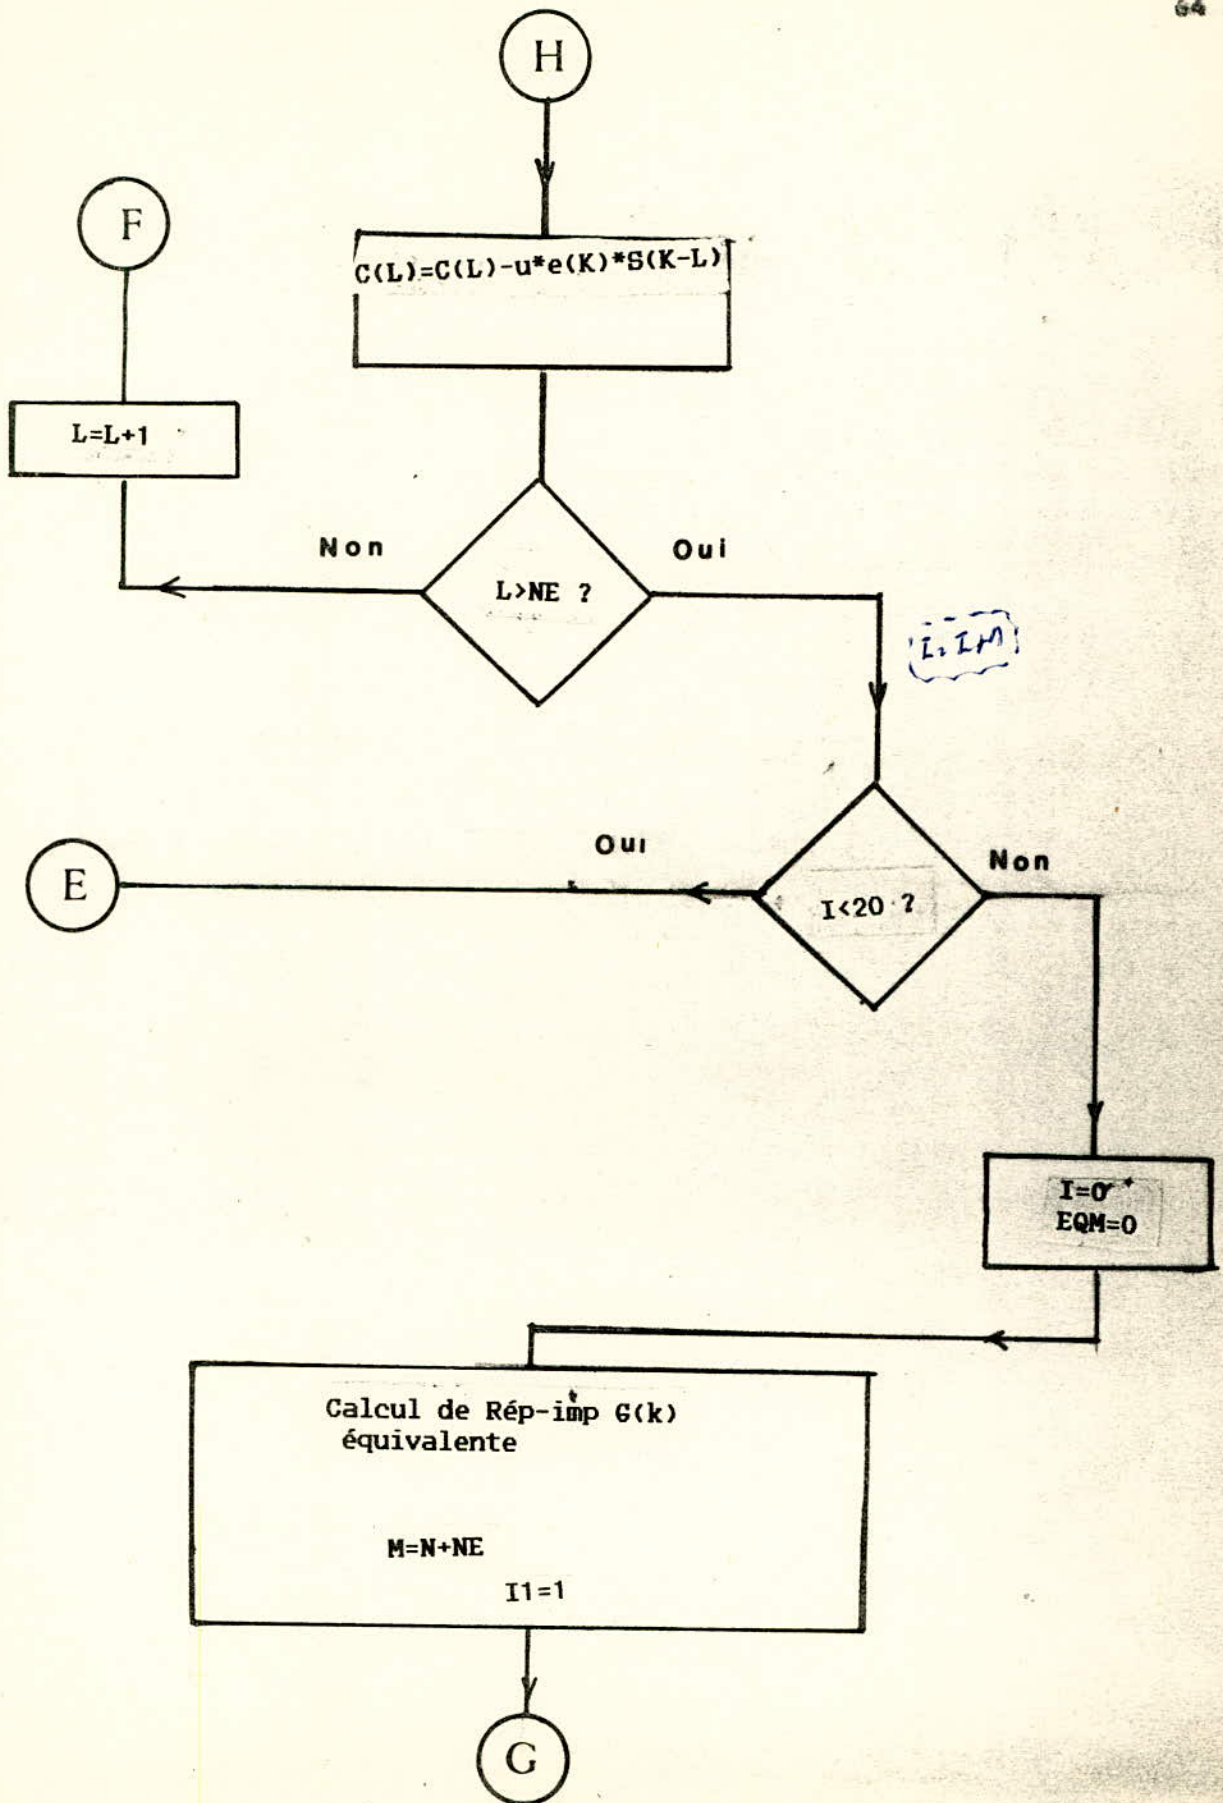 64
H
F
C(L)=C(L)-u*e(K)*S(K-L)
L=L+1
Non
Oui
L>NE ?
Oui
Non
E
I<20 ?
I=0
EQM=0
Calcul de Rép-imp G(k)
équivalente
M=N+NE
I1=1
G